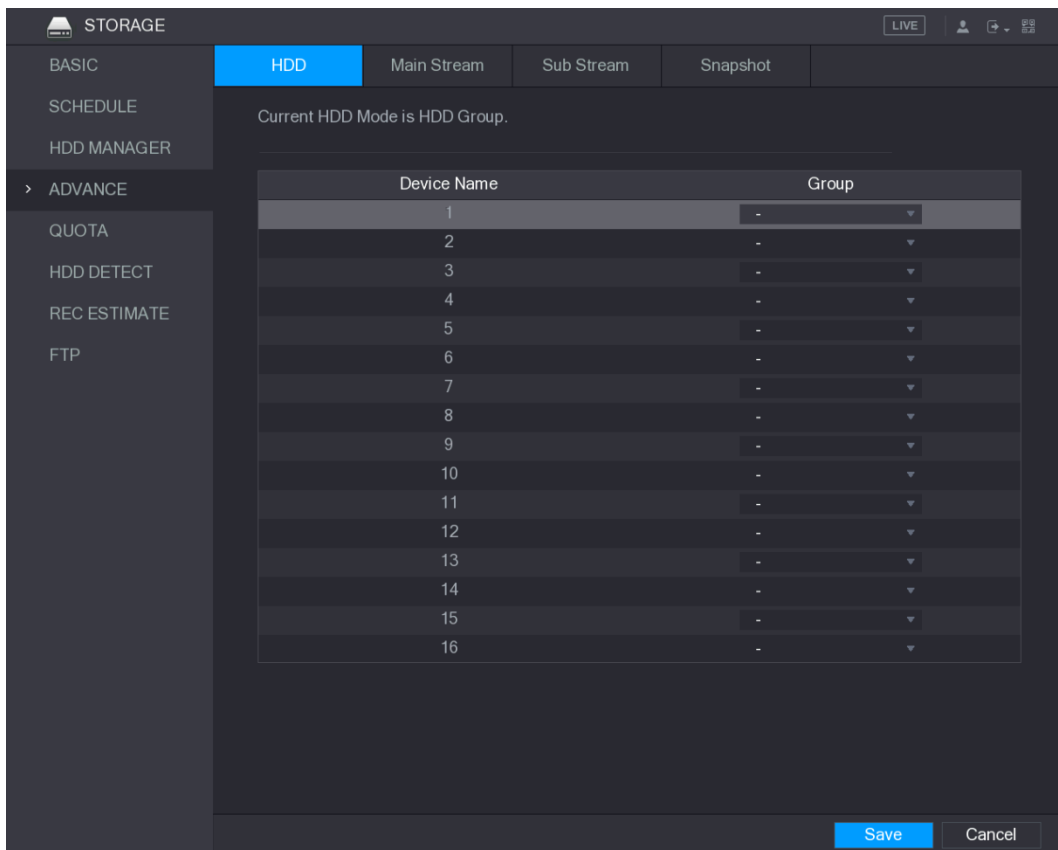 STORAGE
LIVE
BASIC
SCHEDULE
HDD MANAGER
ADVANCE
QUOTA
HDD DETECT
REC ESTIMATE
FTP
HDD Main Stream Sub Stream Snapshot
Current HDD Mode is HDD Group.
Device Name Group
1 -
2 -
3 -
4 -
5 -
6 -
7 -
8 -
9 -
10 -
11 -
12 -
13 -
14 -
15 -
16 -
Save Cancel